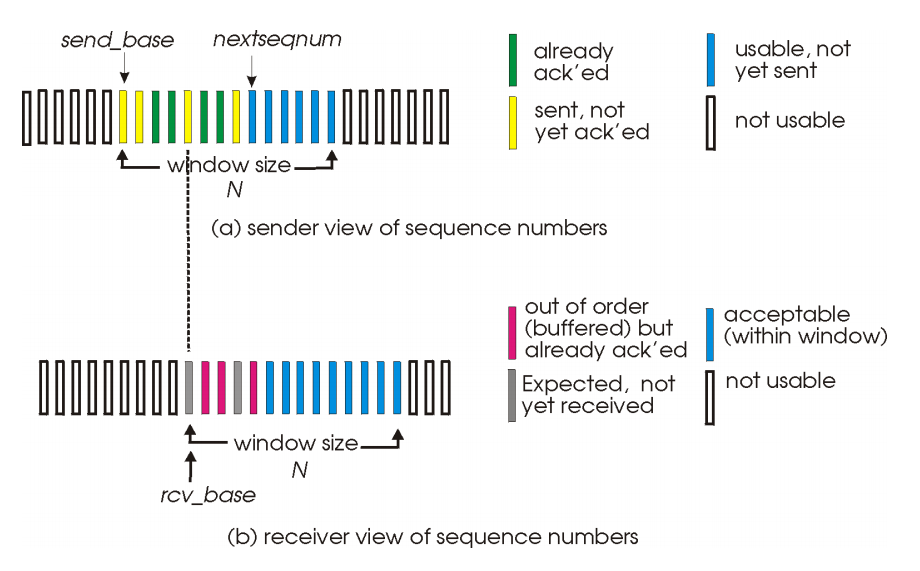 send_base
nextseqnum
already
ack'ed
usable, not
yet sent
sent, not
yet ack'ed
not usable
window size
N
(a) sender view of sequence numbers
out of order
(buffered) but
already ack'ed
acceptable
(within window)
Expected, not
yet received
not usable
window size
N
rcv_base
(b) receiver view of sequence numbers